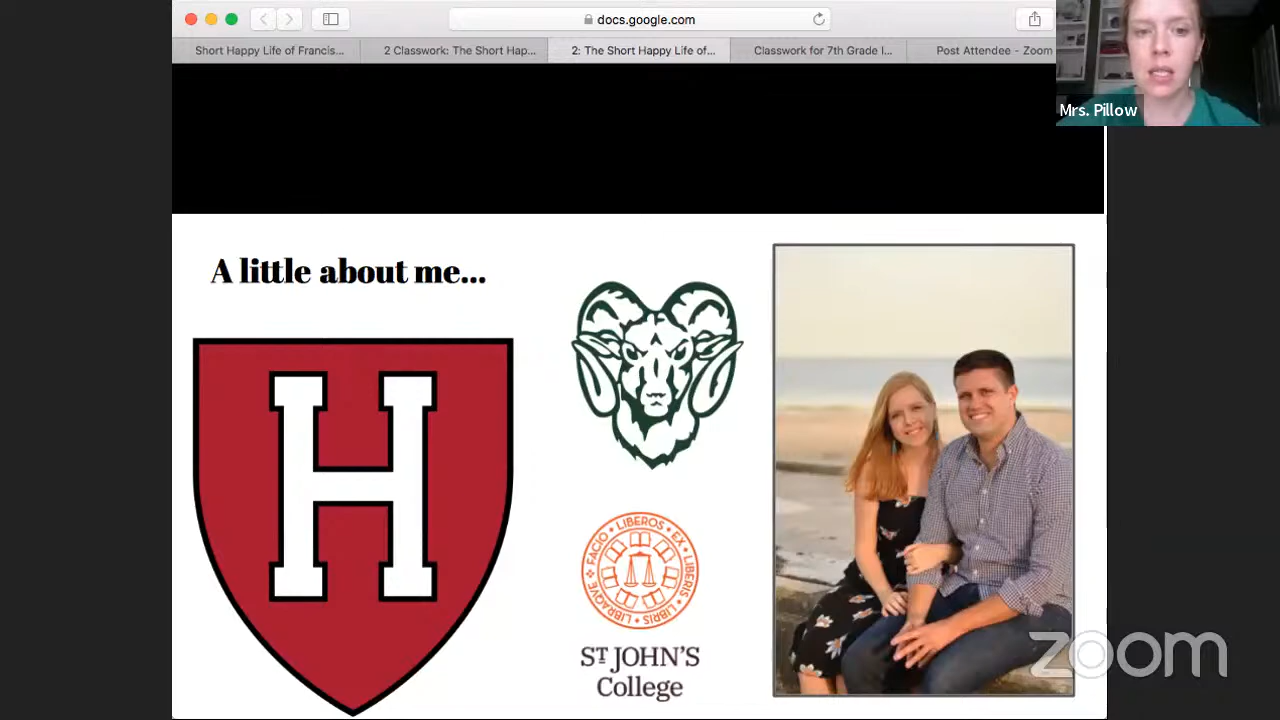 docs.google.com
Short Happy Life of Francis...
2 Classwork: The Short Hap...
2: The Short Happy Life of...
Classwork for 7th Grade I...
Post Attendee - Zoom
Mrs. Pillow
A little about me...
H
FACIO LIBEROS EX LIBERIS LIBRIS LIBRAQVE
ST JOHN'S
College
zoom